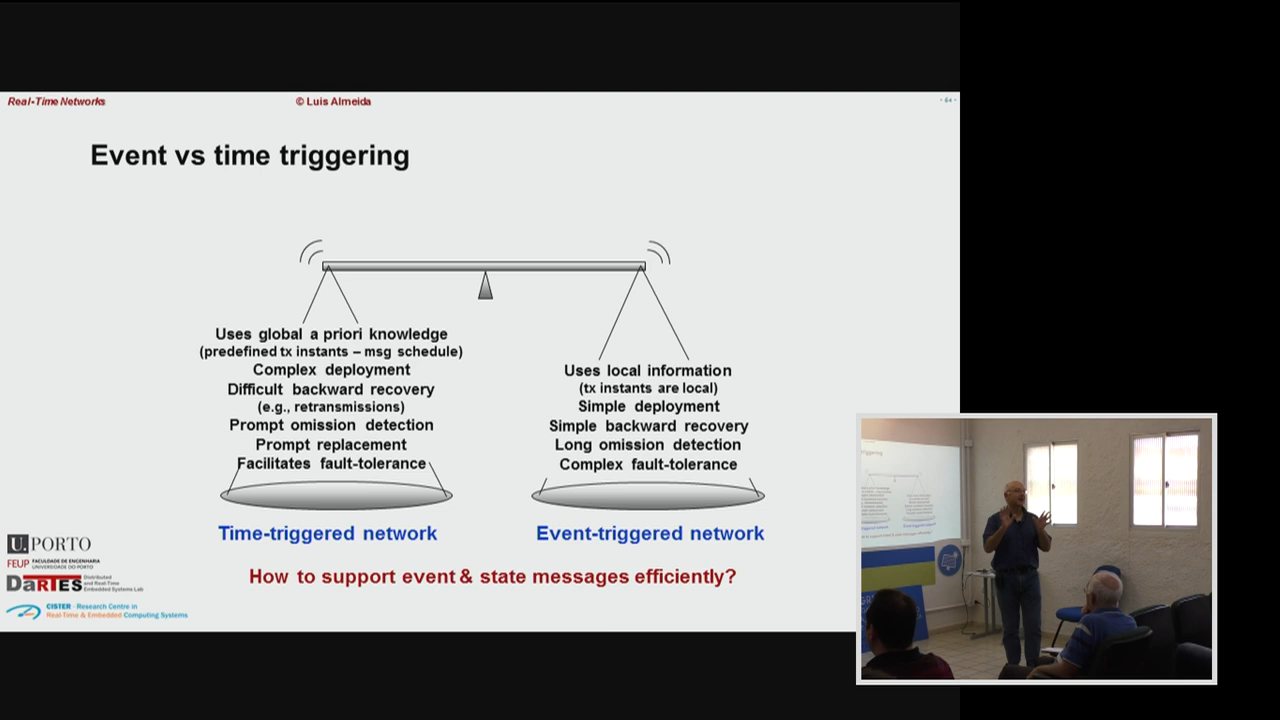 Real-Time Networks
© Luis Almeida
Event vs time triggering
Uses global a priori knowledge
(predefined tx instants – msg schedule)
Complex deployment
Difficult backward recovery
(e.g., retransmissions)
Prompt omission detection
Prompt replacement
Facilitates fault-tolerance
Time-triggered network
Uses local information
(tx instants are local)
Simple deployment
Simple backward recovery
Long omission detection
Complex fault-tolerance
Event-triggered network
How to support event & state messages efficiently?
U.PORTO
FEUP FACULDADE DE ENGENHARIA
UNIVERSIDADE DO PORTO
DaRTES Distributed
and Real-Time
Embedded Systems Lab
CISTER - Research Centre in
Real-Time & Embedded Computing Systems